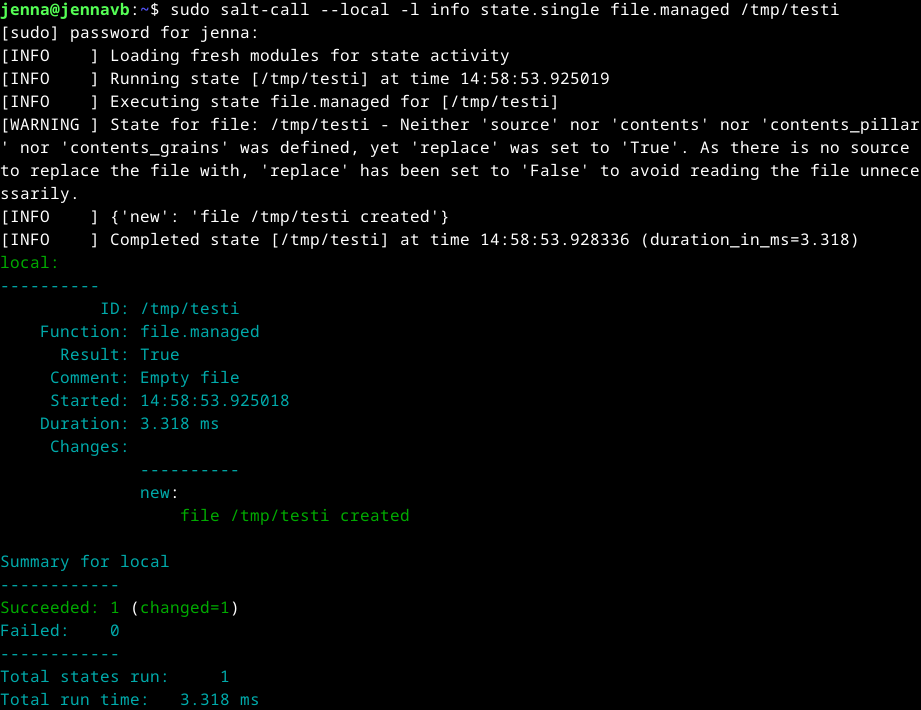 jenna@jennavb:~$ sudo salt-call --local -l info state.single file.managed /tmp/testi
[sudo] password for jenna:
[INFO    ] Loading fresh modules for state activity
[INFO    ] Running state [/tmp/testi] at time 14:58:53.925019
[INFO    ] Executing state file.managed for [/tmp/testi]
[WARNING ] State for file: /tmp/testi - Neither 'source' nor 'contents' nor 'contents_pillar
' nor 'contents_grains' was defined, yet 'replace' was set to 'True'. As there is no source
to replace the file with, 'replace' has been set to 'False' to avoid reading the file unnece
ssarily.
[INFO    ] {'new': 'file /tmp/testi created'}
[INFO    ] Completed state [/tmp/testi] at time 14:58:53.928336 (duration_in_ms=3.318)
local:
----------
          ID: /tmp/testi
    Function: file.managed
      Result: True
     Comment: Empty file
     Started: 14:58:53.925018
    Duration: 3.318 ms
     Changes:
              ----------
              new:
                  file /tmp/testi created

Summary for local
------------
Succeeded: 1 (changed=1)
Failed:    0
------------
Total states run:     1
Total run time:   3.318 ms